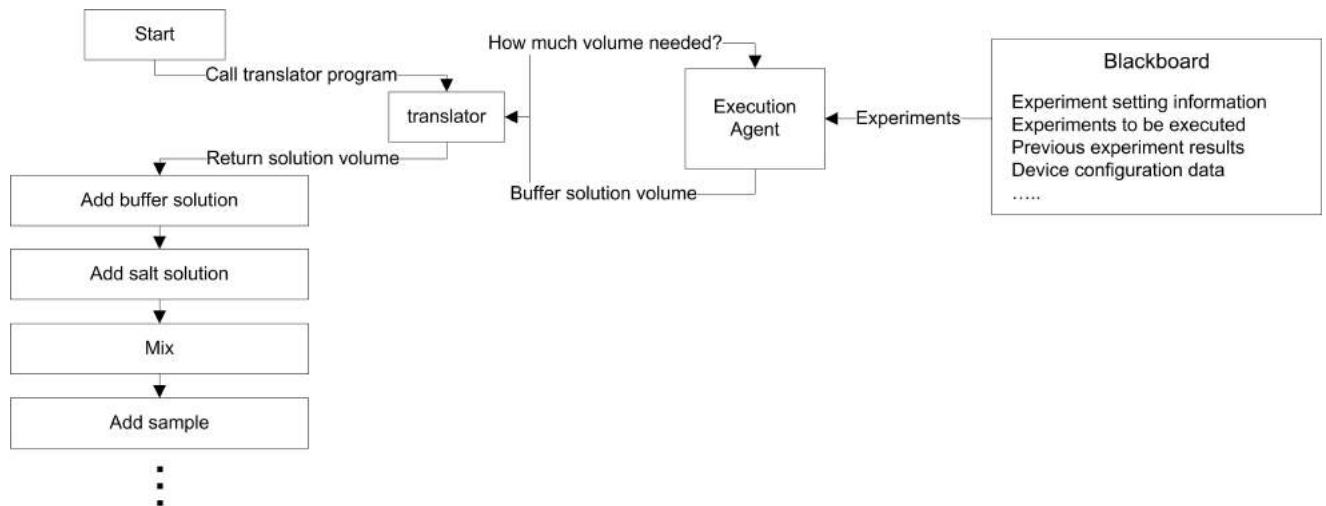 Start
Call translator program
translator
How much volume needed?
Execution
Agent
Buffer solution volume
Experiments
Blackboard
Experiment setting information
Experiments to be executed
Previous experiment results
Device configuration data
.....
Return solution volume
Add buffer solution
Add salt solution
Mix
Add sample